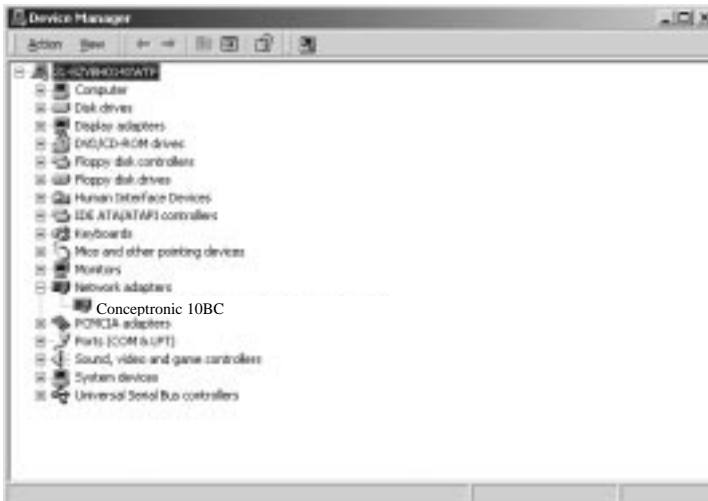 Device Manager
Action View
Computer
Disk drives
Display adapters
DVD/CD-ROM drives
Floppy disk controllers
Floppy disk drives
Human Interface Devices
IDE ATA/ATAPI controllers
Keyboards
Mice and other pointing devices
Monitors
Network adapters
Conceptronic 10BC
PCMCIA adapters
Ports (COM & LPT)
Sound, video and game controllers
System devices
Universal Serial Bus controllers